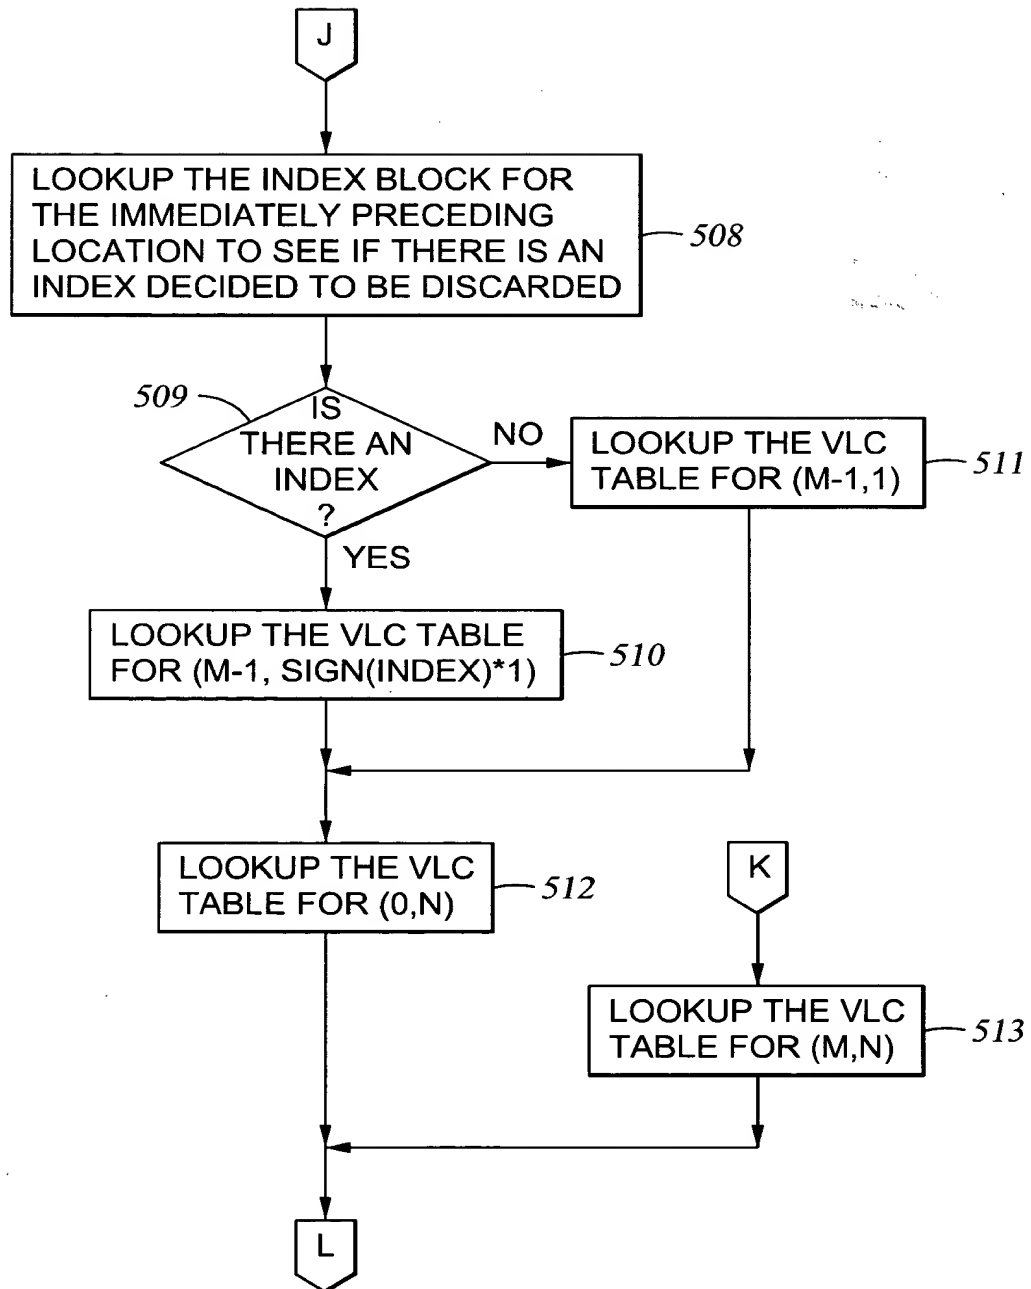 J
LOOKUP THE INDEX BLOCK FOR
THE IMMEDIATELY PRECEDING
LOCATION TO SEE IF THERE IS AN
INDEX DECIDED TO BE DISCARDED
508
509
IS
THERE AN
INDEX
?
NO
LOOKUP THE VLC
TABLE FOR (M-1,1)
511
YES
LOOKUP THE VLC TABLE
FOR (M-1, SIGN(INDEX)*1)
510
LOOKUP THE VLC
TABLE FOR (0,N)
512
K
LOOKUP THE VLC
TABLE FOR (M,N)
513
L